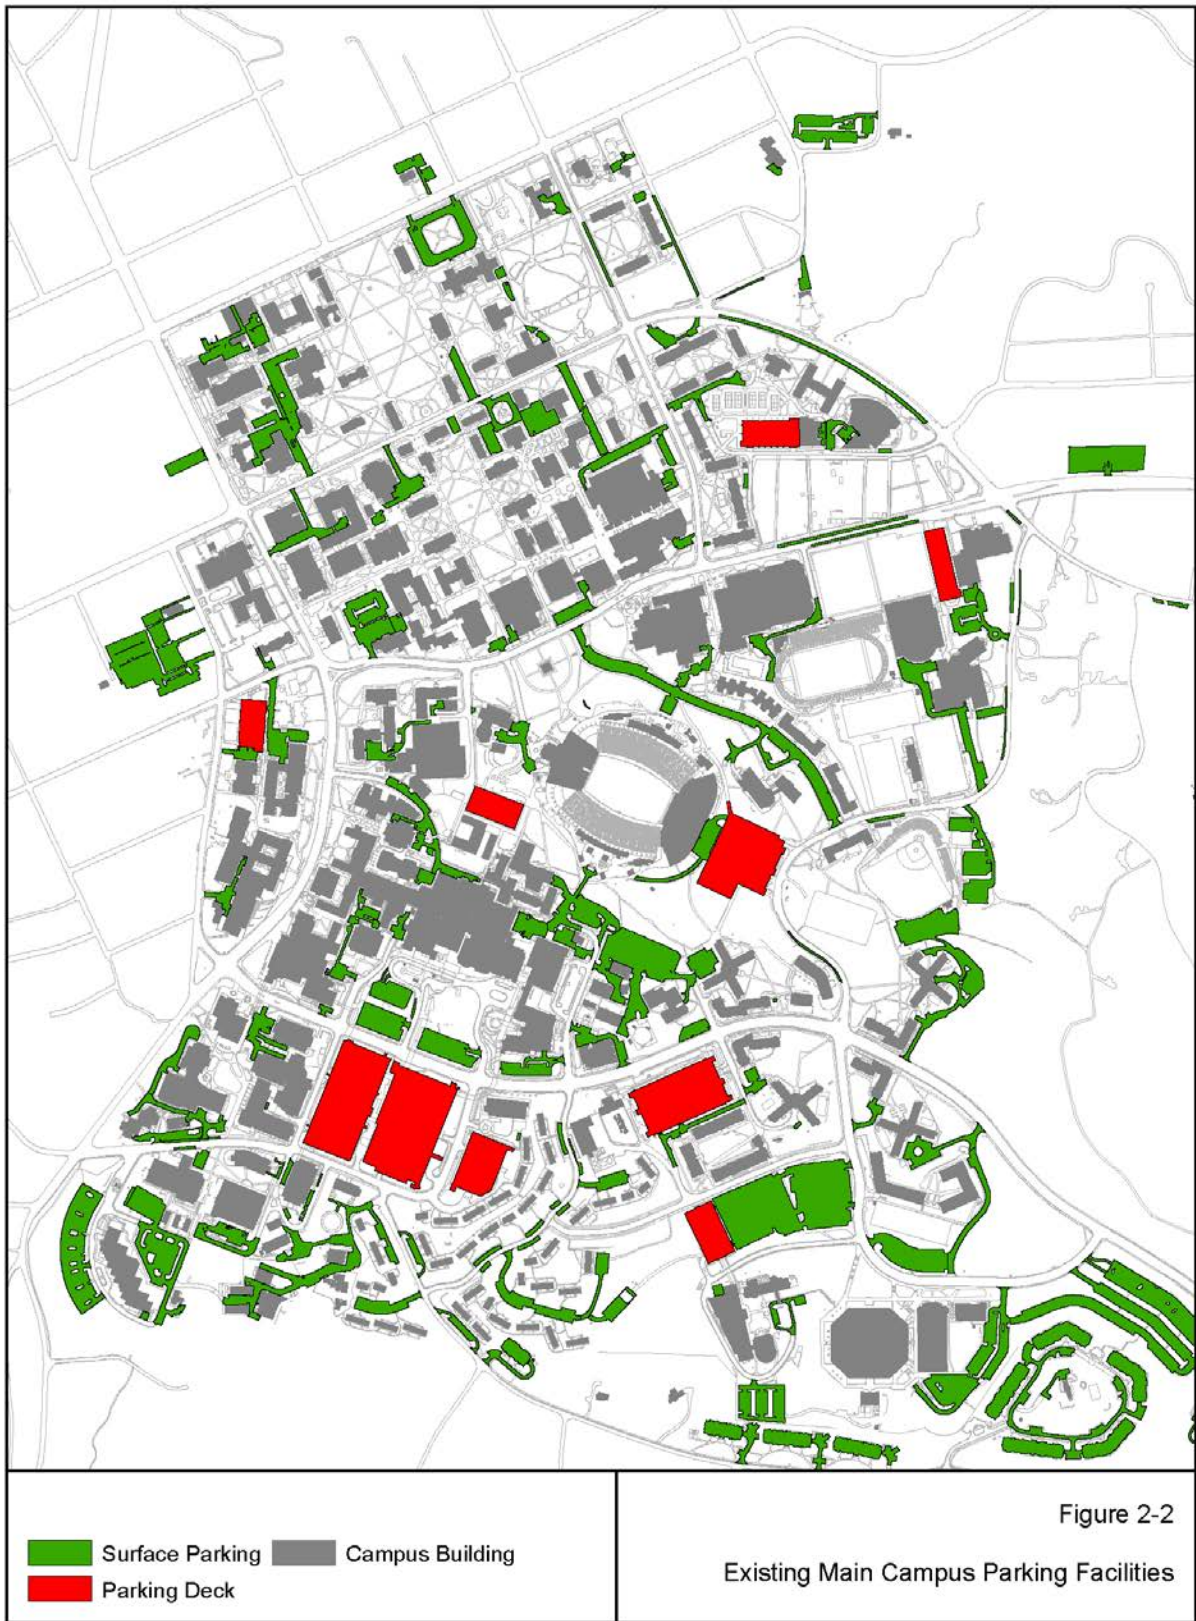 Surface Parking
Campus Building
Parking Deck
Figure 2-2
Existing Main Campus Parking Facilities